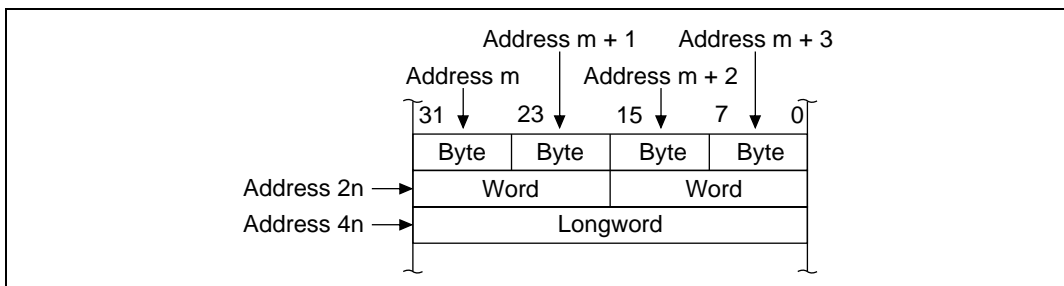 Address m + 1 Address m + 3
Address m Address m + 2
31 23 15 7 0
Byte Byte Byte Byte
Address 2n Word Word
Address 4n Longword